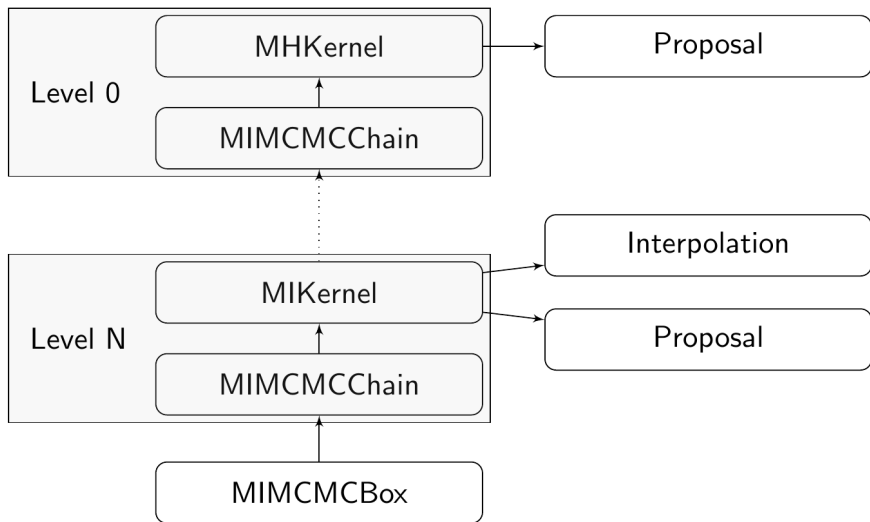 MHKernel
Proposal
Level 0
MIMCMCChain
Interpolation
MIKernel
Level N
Proposal
MIMCMCChain
MIMCMCBox